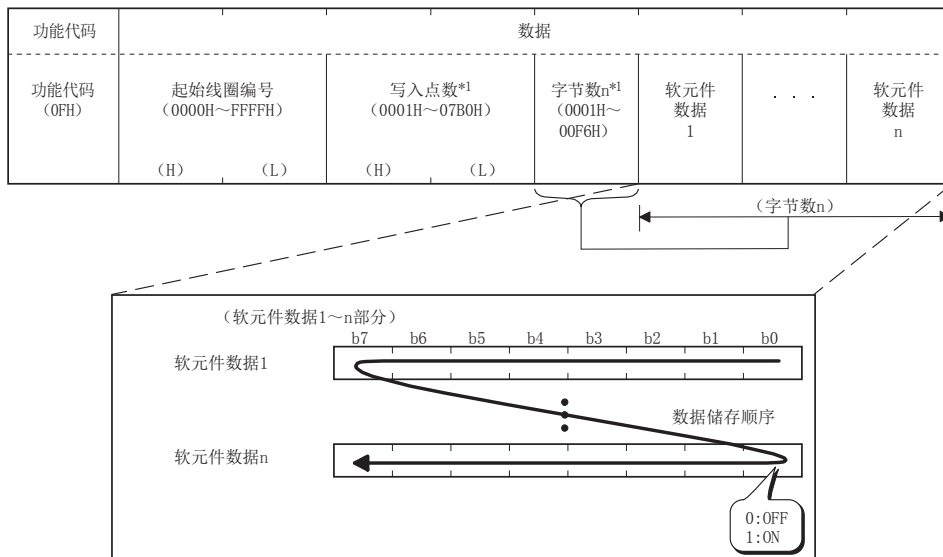 功能代码 数据
功能代码
(0FH)
起始线圈编号
(0000H～FFFFH)
(H) (L)
写入点数*1
(0001H～07B0H)
(H) (L)
字节数n*1
(0001H～
00F6H)
软元件
数据
1
· · ·
软元件
数据
n
(字节数n)
(软元件数据1～n部分)
b7 b6 b5 b4 b3 b2 b1 b0
软元件数据1
数据储存顺序
软元件数据n
0:OFF
1:ON